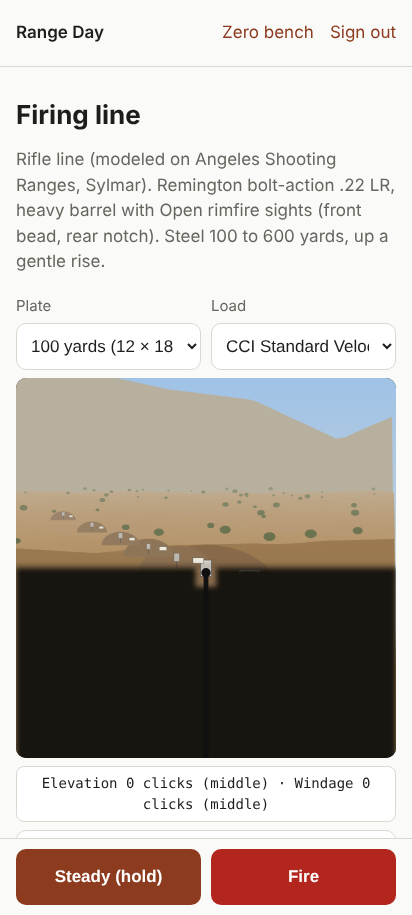 Range Day
Zero bench
Sign out
Firing line
Rifle line (modeled on Angeles Shooting
Ranges, Sylmar). Remington bolt-action .22 LR,
heavy barrel with Open rimfire sights (front
bead, rear notch). Steel 100 to 600 yards, up a
gentle rise.
Plate
Load
100 yards (12 × 18
CCI Standard Velo
Elevation 0 clicks (middle) · Windage 0
clicks (middle)
Steady (hold)
Fire